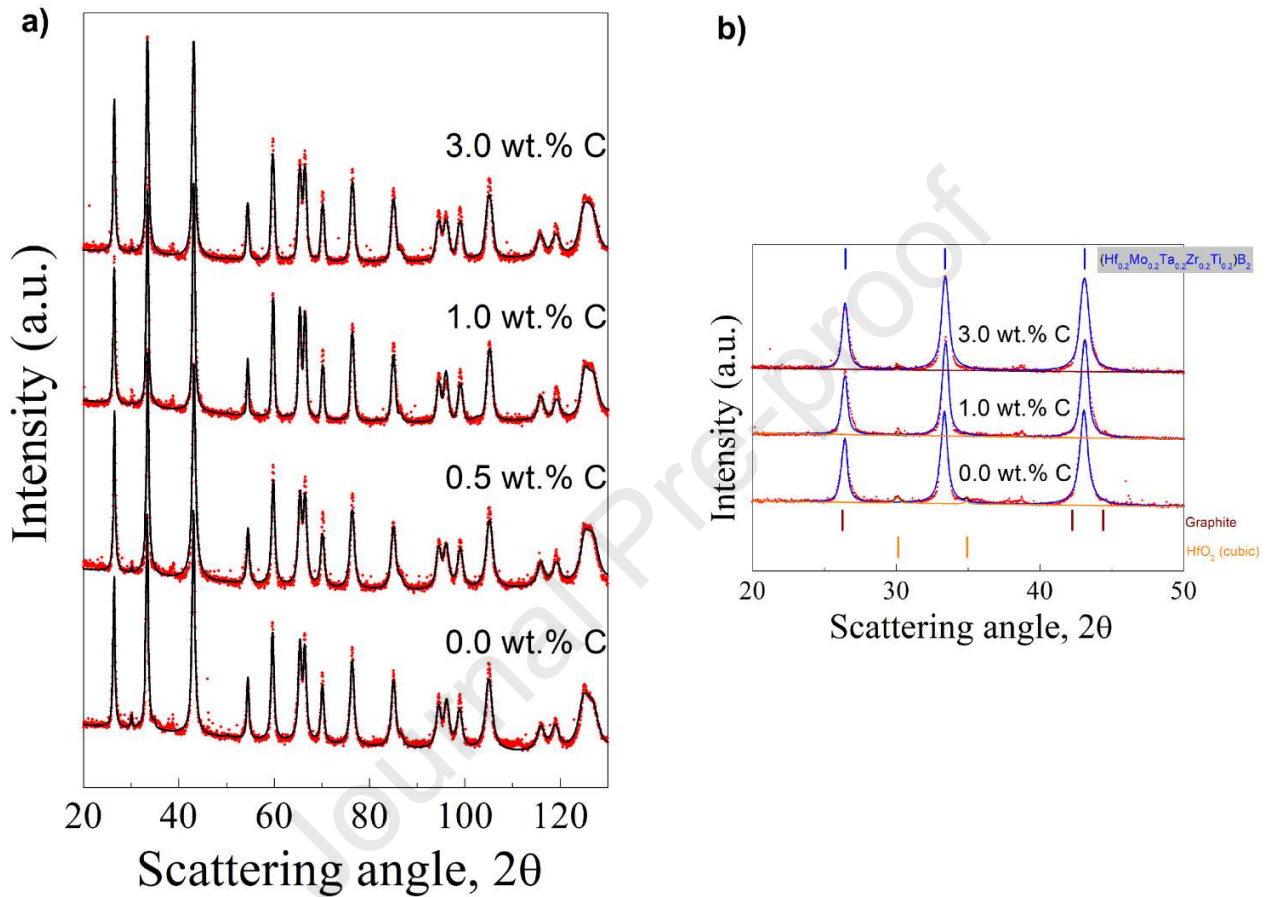 a)
3.0 wt.% C
1.0 wt.% C
0.5 wt.% C
0.0 wt.% C
Intensity (a.u.)
20 40 60 80 100 120
Scattering angle, 2θ
b)
(Hf₀.₂Mo₀.₂Ta₀.₂Zr₀.₂Ti₀.₂)B₂
3.0 wt.% C
1.0 wt.% C
0.0 wt.% C
Graphite
HfO₂ (cubic)
Intensity (a.u.)
20 30 40 50
Scattering angle, 2θ
Journal Pre-proof